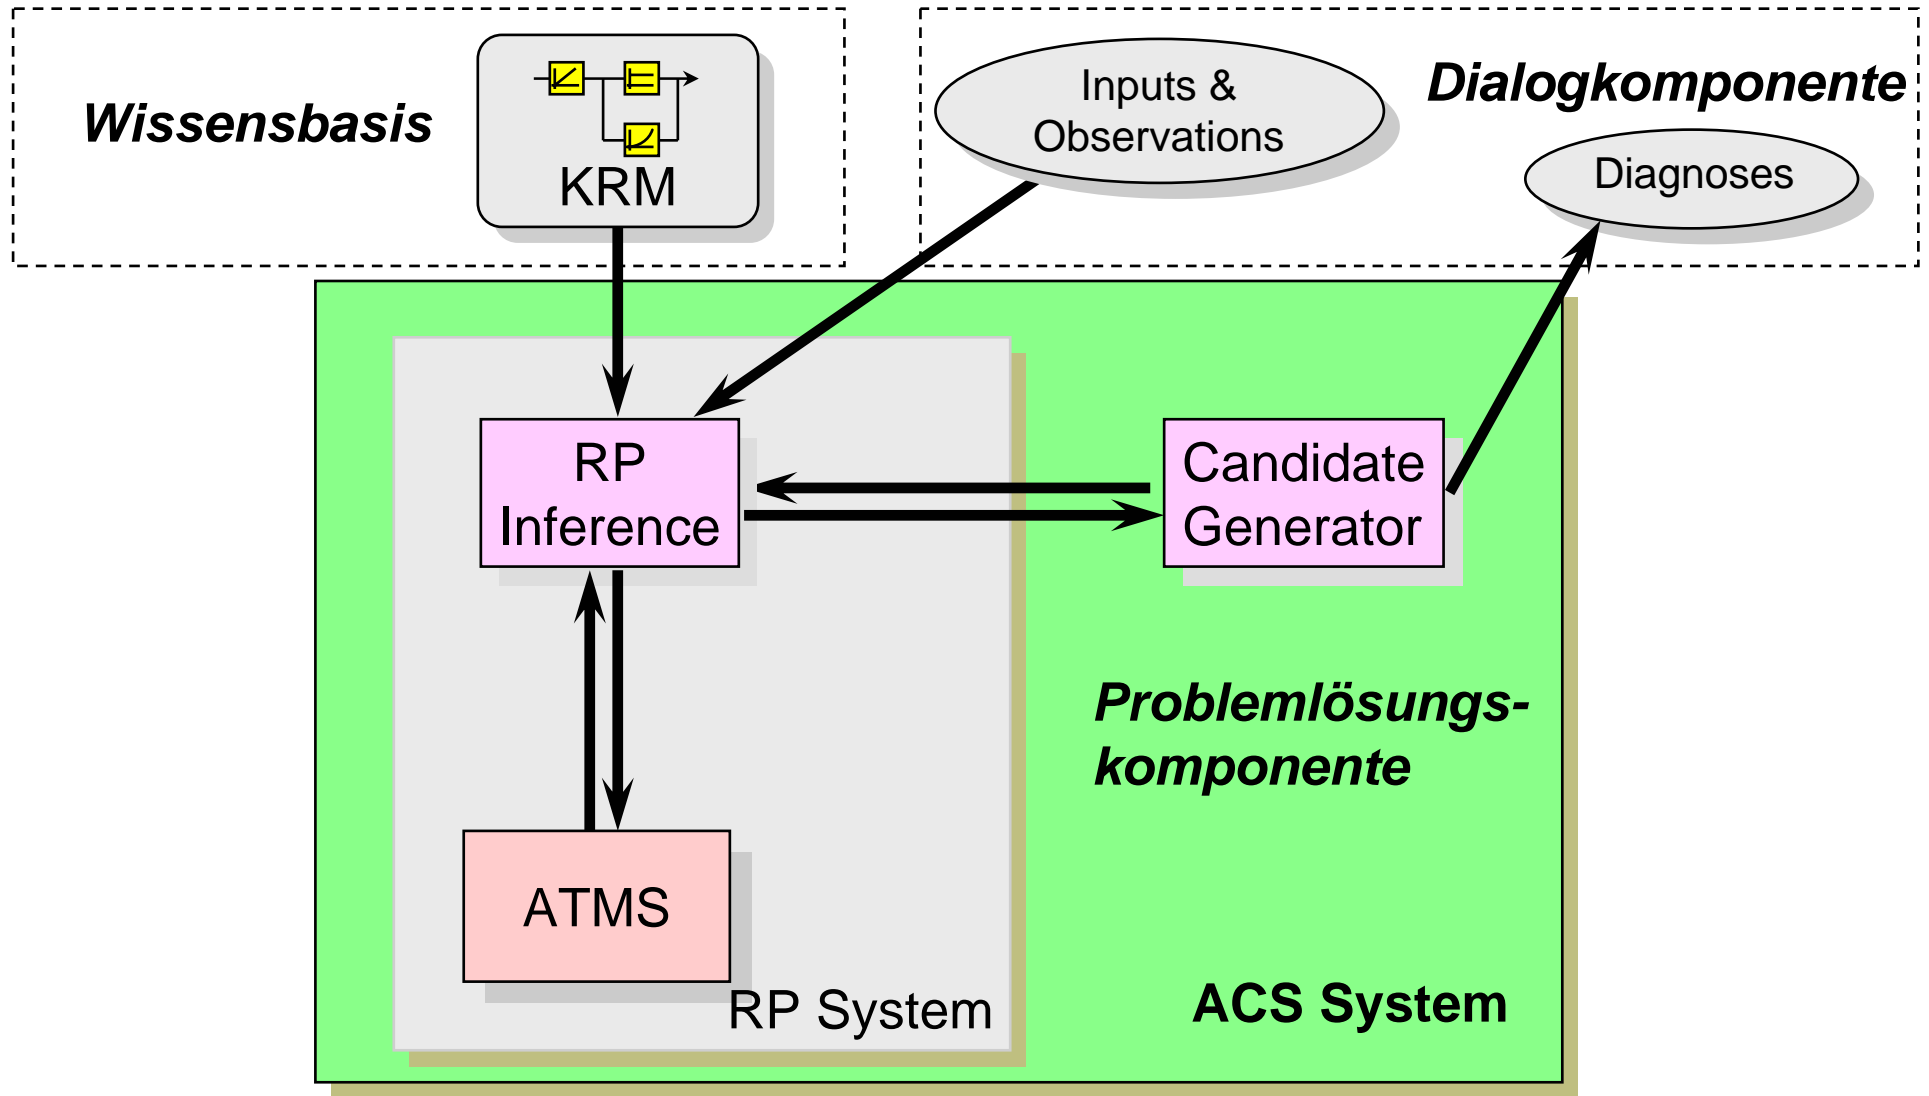 Wissensbasis
KRM
Inputs &
Observations
Dialogkomponente
Diagnoses
RP
Inference
Candidate
Generator
Problemlösungs-
komponente
ATMS
RP System
ACS System